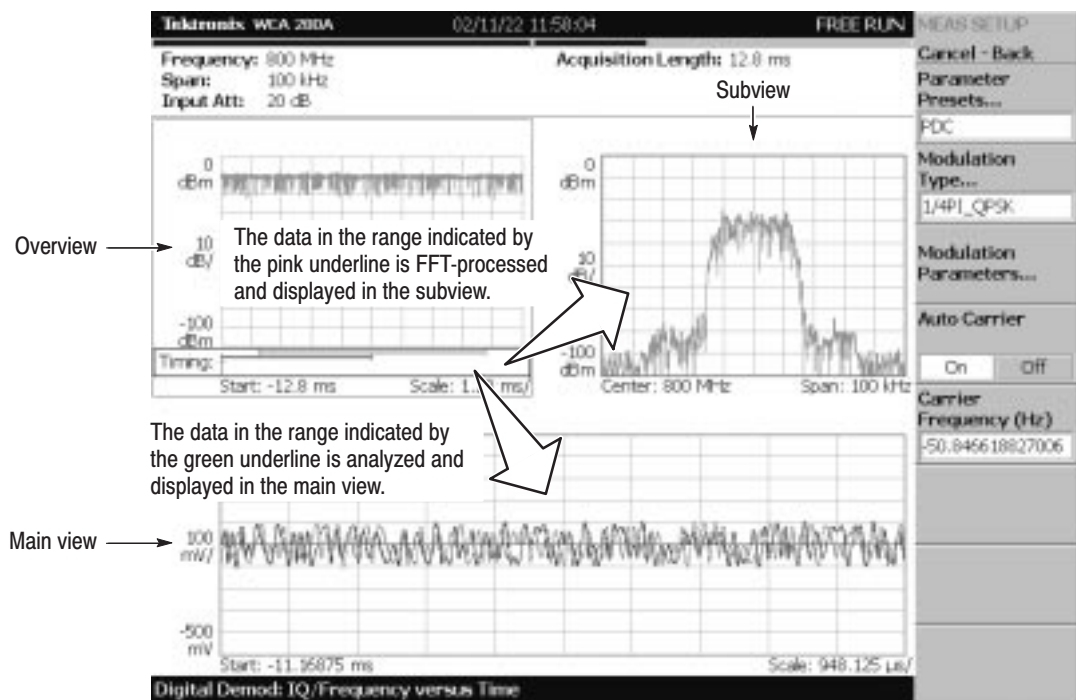 Tektronix WCA 200A 02/11/22 11:58:04 FREE RUN
Frequency: 800 MHz
Span: 100 kHz
Input Att: 20 dB
Acquisition Length: 12.8 ms
Subview
Overview
0
dBm
10
dB/
-100
dBm
Timing:
Start: -12.8 ms
Scale: ms/
The data in the range indicated by
the pink underline is FFT-processed
and displayed in the subview.
0
dBm
10
-100
dBm
Center: 800 MHz
Span: 100 kHz
The data in the range indicated by
the green underline is analyzed and
displayed in the main view.
Main view
100
mV/
-500
mV
Start: -11.16875 ms
Scale: 948.125 µs/
Digital Demod: IQ/Frequency versus Time
MEAS SETUP
Cancel - Back
Parameter
Presets...
PDC
Modulation
Type...
1/4PI_QPSK
Modulation
Parameters...
Auto Carrier
On Off
Carrier
Frequency (Hz)
-50.846618827006